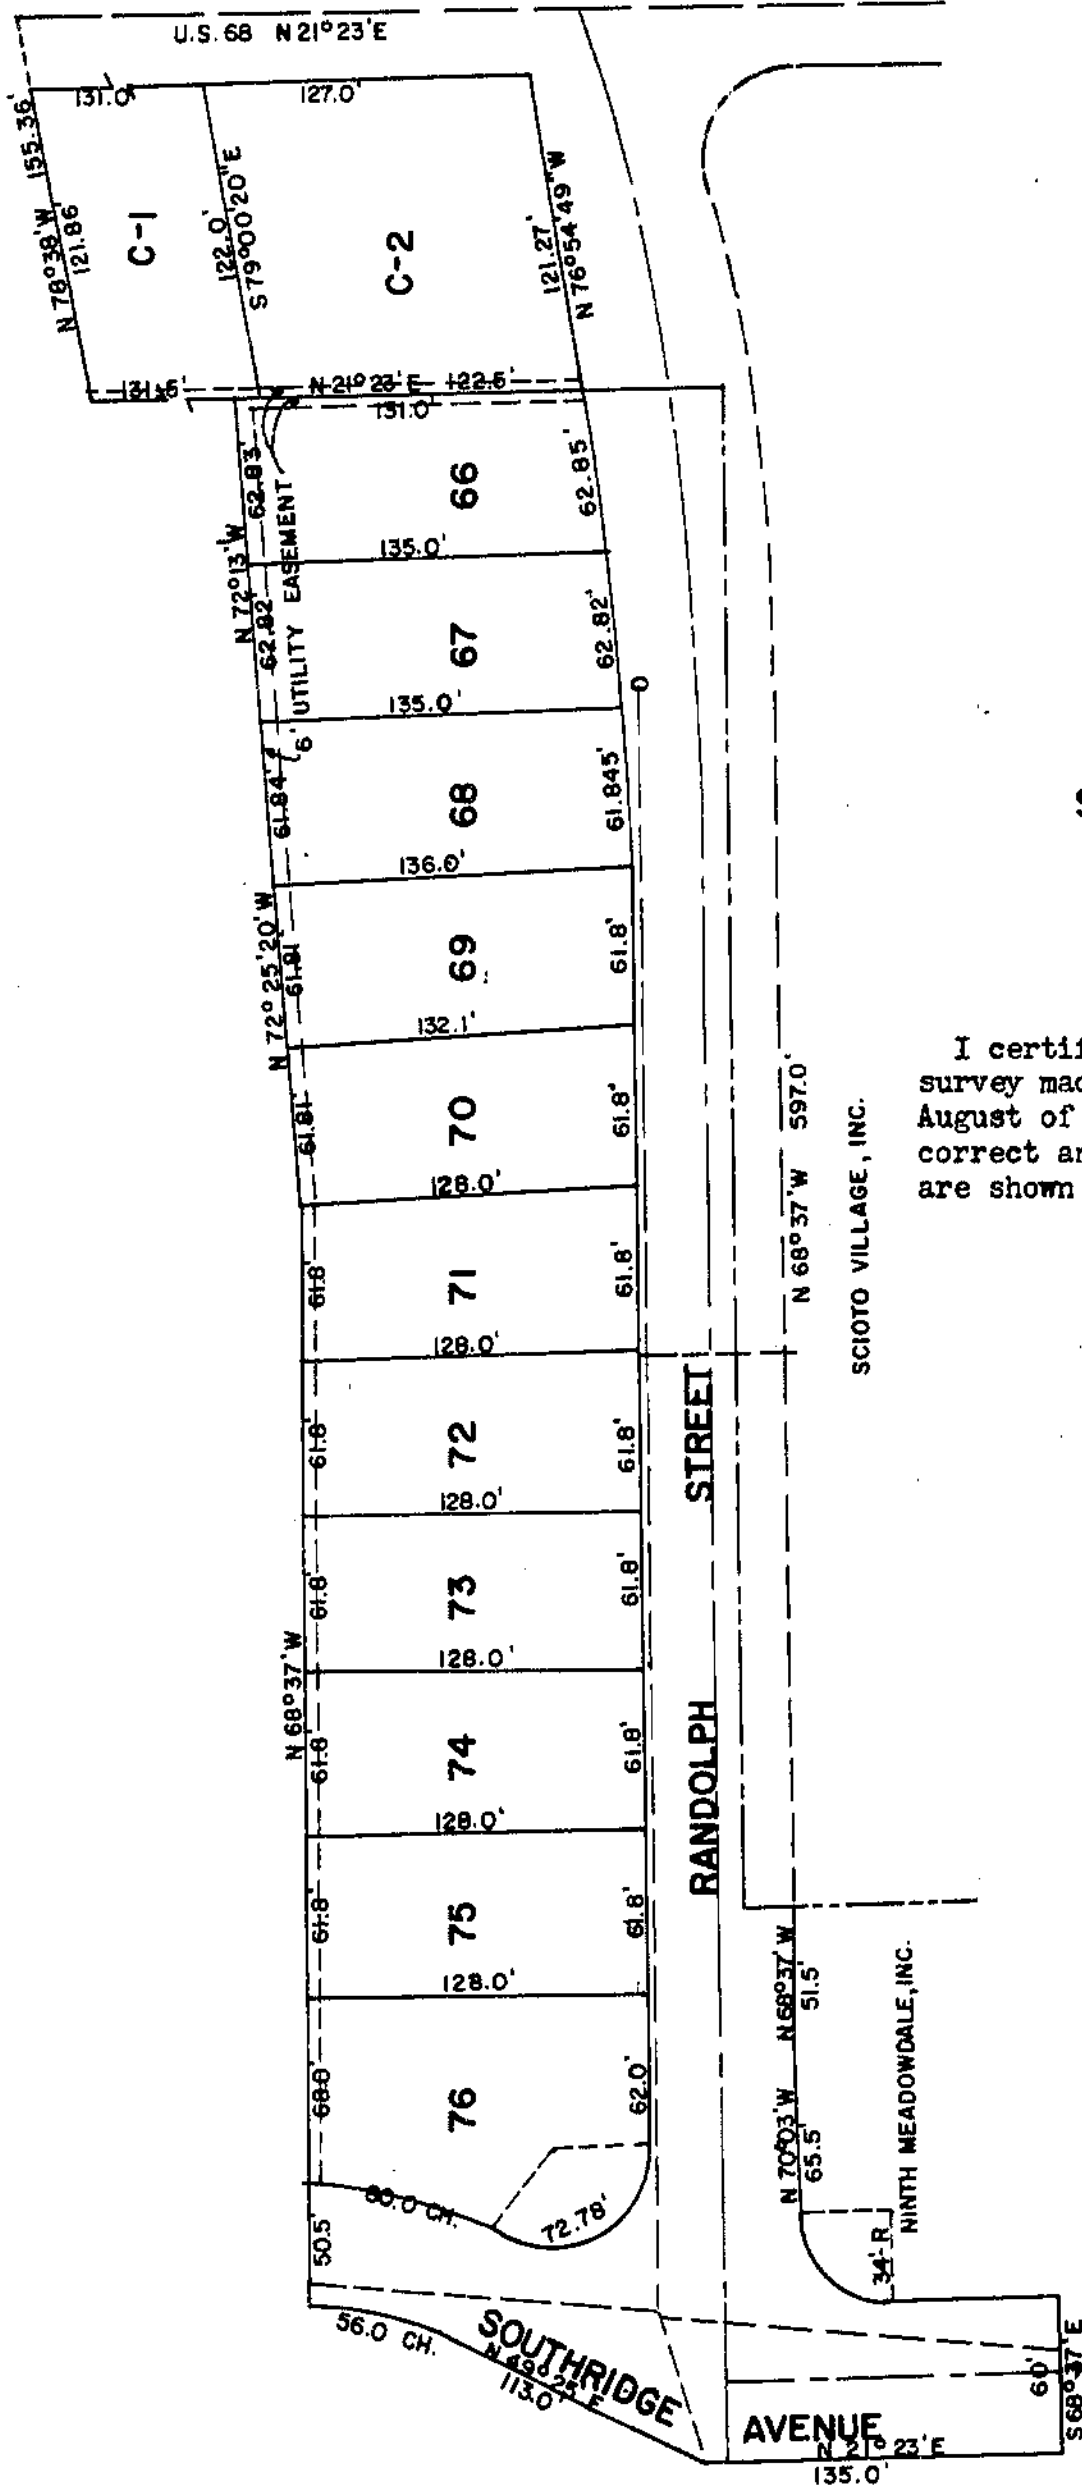 U.S. 68 N 21° 23' E
131.0'
127.0'
155.36'
N 78° 38' W
121.86'
C-1
122.0'
S 79° 00' 20" E
C-2
121.27'
N 76° 54' 49" W
N 21° 23' E 122.6'
131.0'
62.83'
66
62.85'
N 72° 13' W
6' UTILITY EASEMENT
135.0'
62.82'
67
62.82'
135.0'
61.84'
68
61.845'
136.0'
N 72° 25' 20" W
61.81'
69
61.8'
132.1'
61.81'
70
61.8'
128.0'
61.8'
71
61.8'
128.0'
61.8'
72
61.8'
128.0'
61.8'
73
61.8'
128.0'
N 68° 37' W
61.8'
74
61.8'
128.0'
61.8'
75
61.8'
128.0'
68.0'
76
62.0'
80.0 CH.
72.78'
50.5'
56.0 CH.
SOUTHRIDGE
N 49° 25' E
113.0'
AVENUE
N 21° 23' E
135.0'
60'
S 68° 37' E
34' R
RANDOLPH STREET
N 68° 37' W 597.0'
SCIOTO VILLAGE, INC.
N 68° 37' W
51.5'
N 70° 03' W
65.5'
NINTH MEADOWDALE, INC.
I certif
survey mad
August of
correct an
are shown